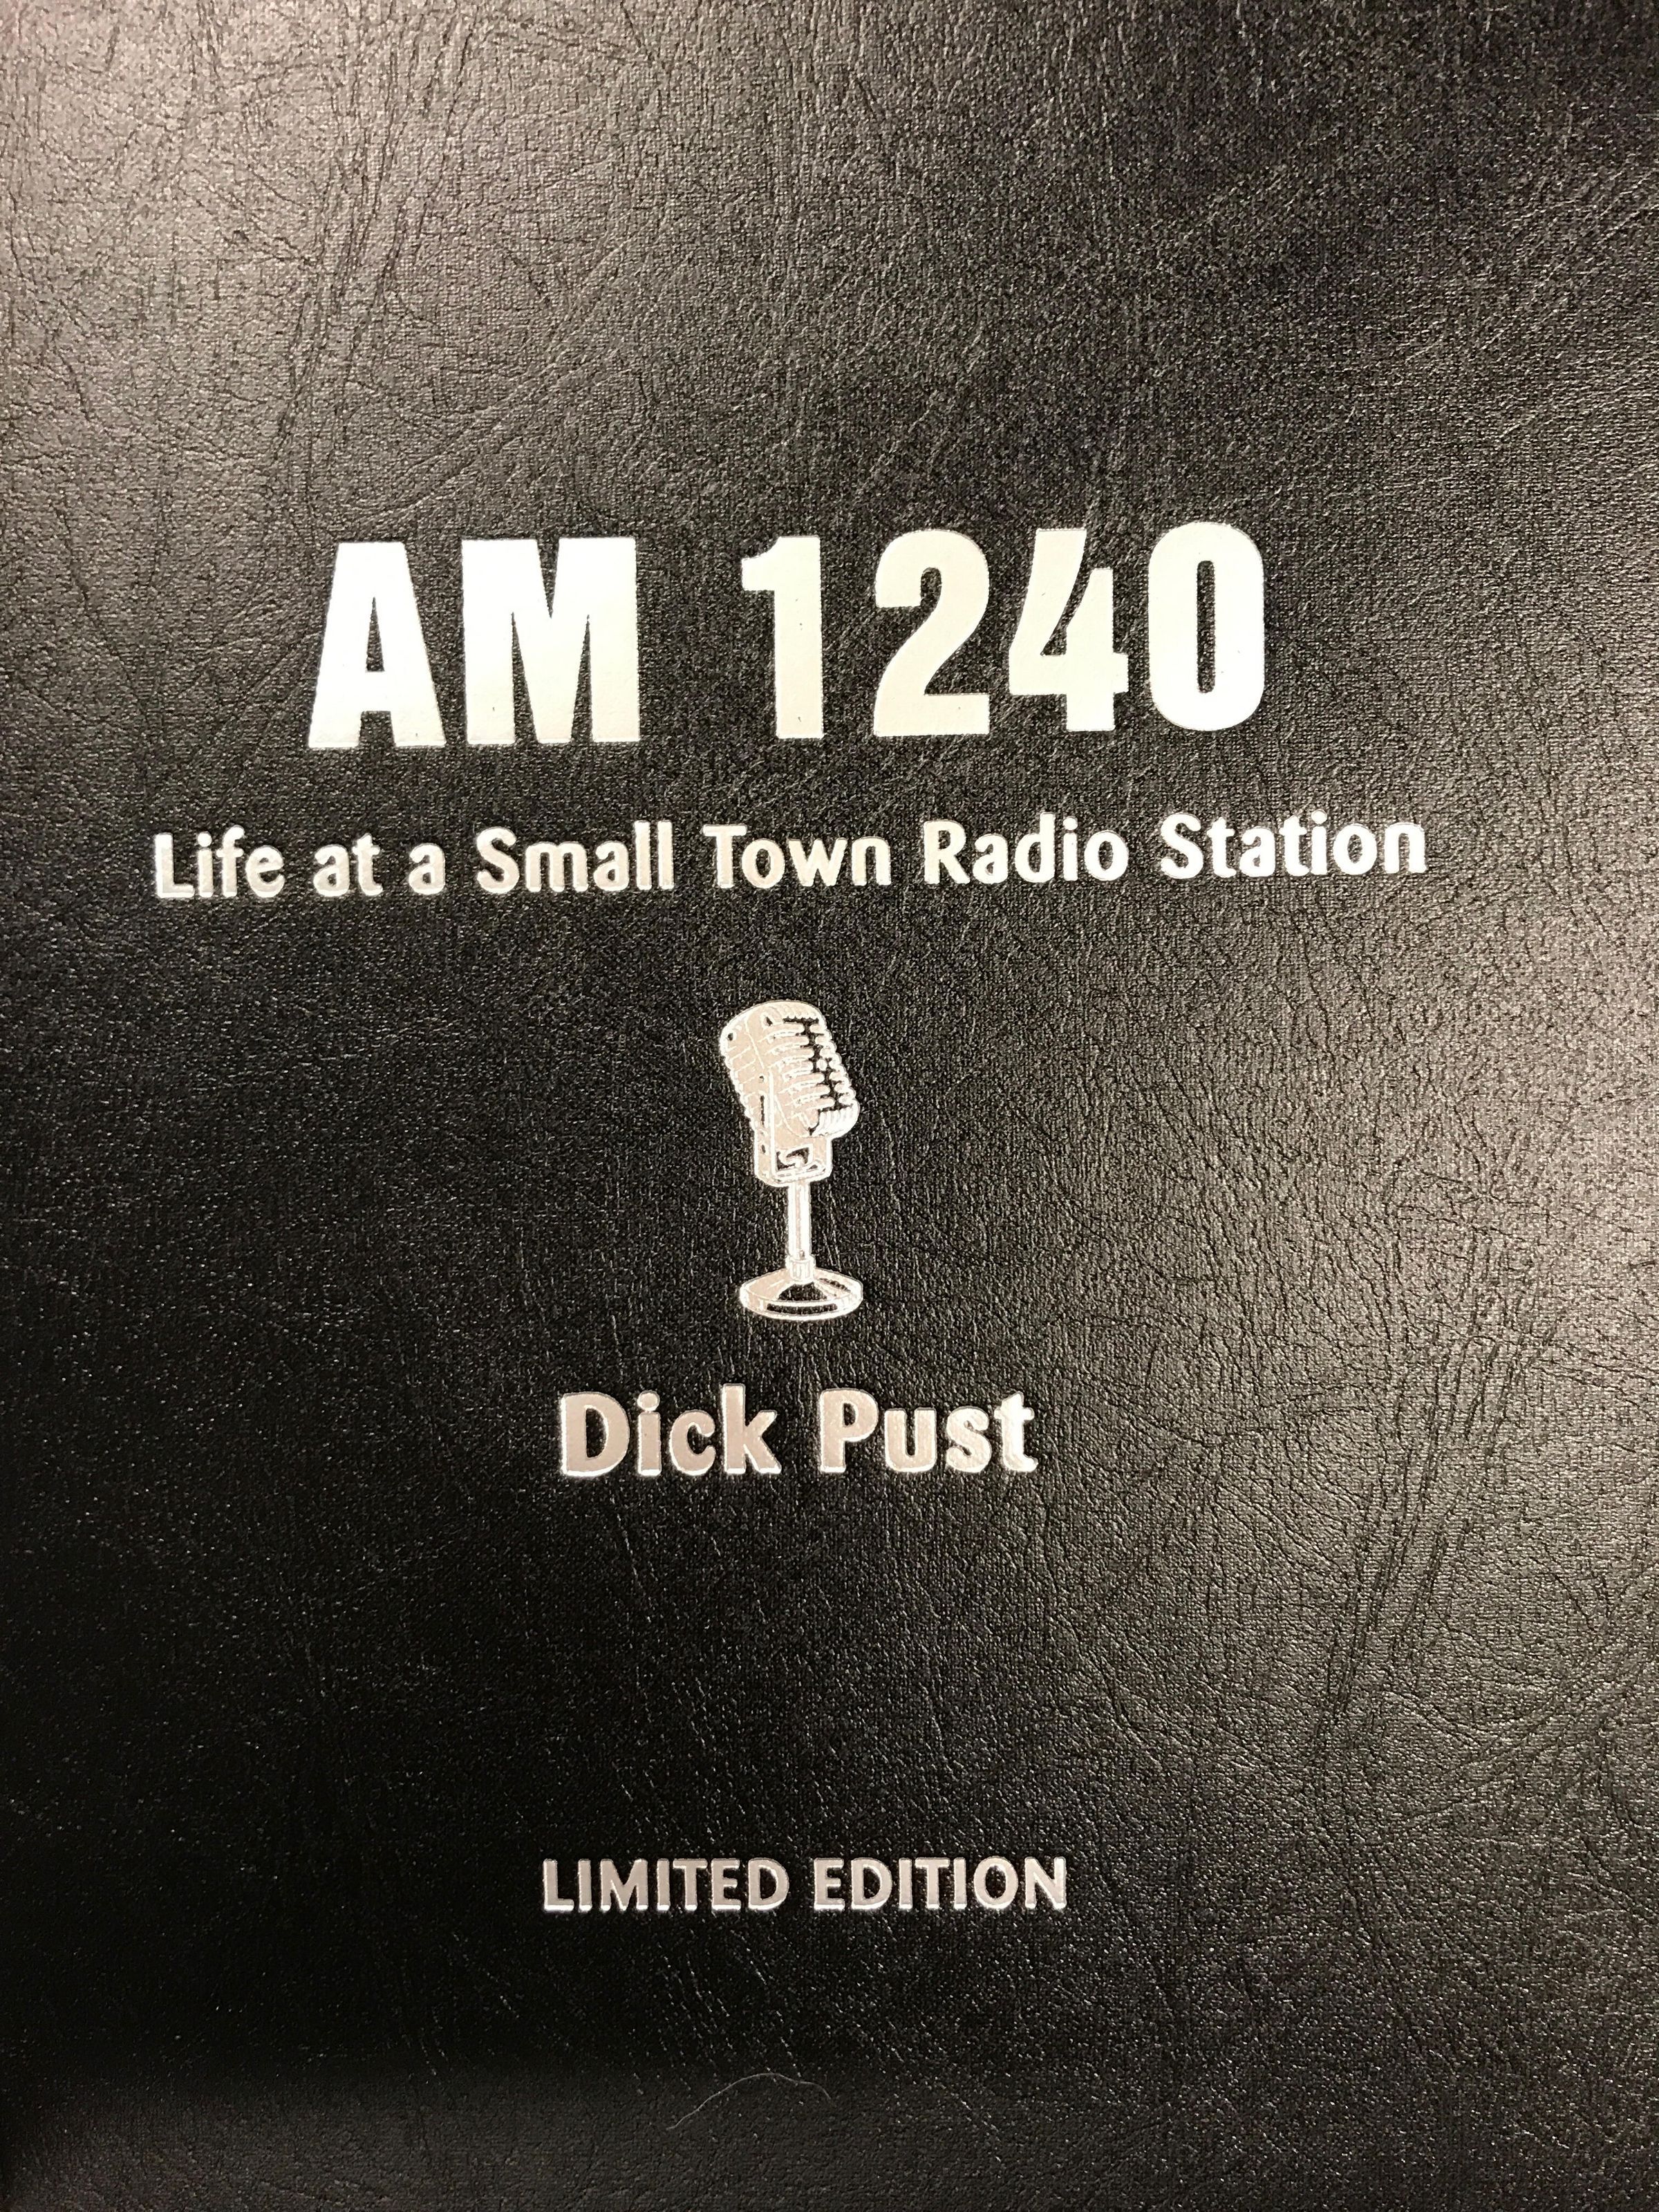 AM 1240
Life at a Small Town Radio Station
Dick Pust
LIMITED EDITION